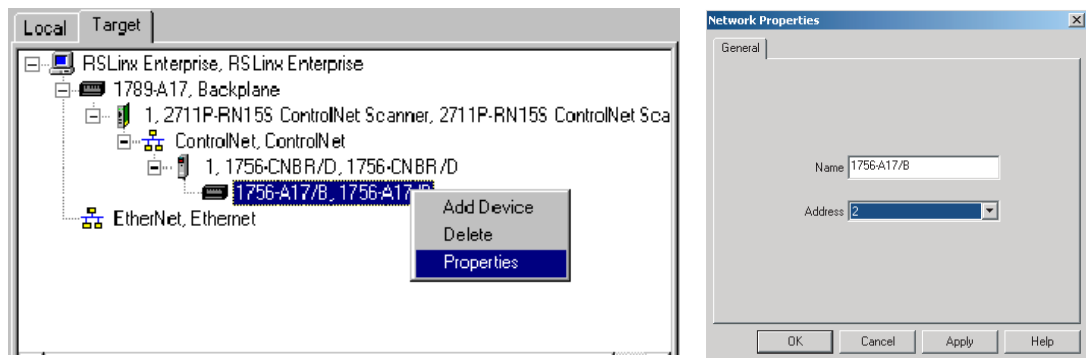 Local Target
RSLinx Enterprise, RSLinx Enterprise
1789-A17, Backplane
1, 2711P-RN15S ControlNet Scanner, 2711P-RN15S ControlNet Sca
ControlNet, ControlNet
1, 1756-CNBR/D, 1756-CNBR/D
1756-A17/B, 1756-A17/B
EtherNet, Ethernet
Add Device
Delete
Properties
Network Properties
General
Name 1756-A17/B
Address 2
OK Cancel Apply Help